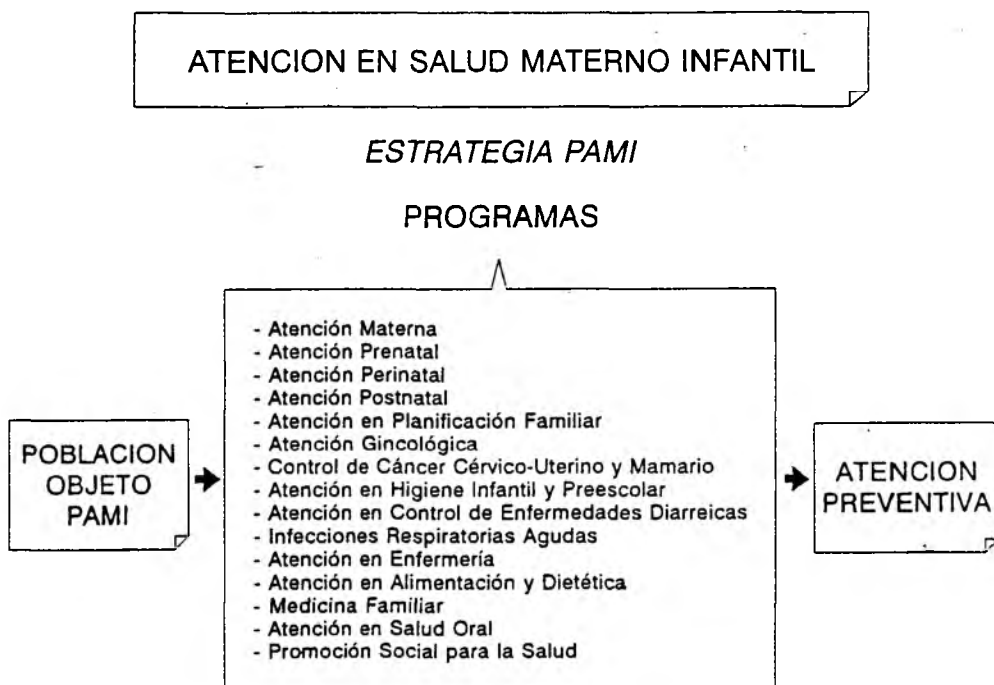 ATENCION EN SALUD MATERNO INFANTIL
ESTRATEGIA PAMI
PROGRAMAS
- Atención Materna
- Atención Prenatal
- Atención Perinatal
- Atención Postnatal
- Atención en Planificación Familiar
- Atención Gincológica
- Control de Cáncer Cérvico-Uterino y Mamario
- Atención en Higiene Infantil y Preescolar
- Atención en Control de Enfermedades Diarreicas
- Infecciones Respiratorias Agudas
- Atención en Enfermería
- Atención en Alimentación y Dietética
- Medicina Familiar
- Atención en Salud Oral
- Promoción Social para la Salud
POBLACION
OBJETO
PAMI
ATENCION
PREVENTIVA